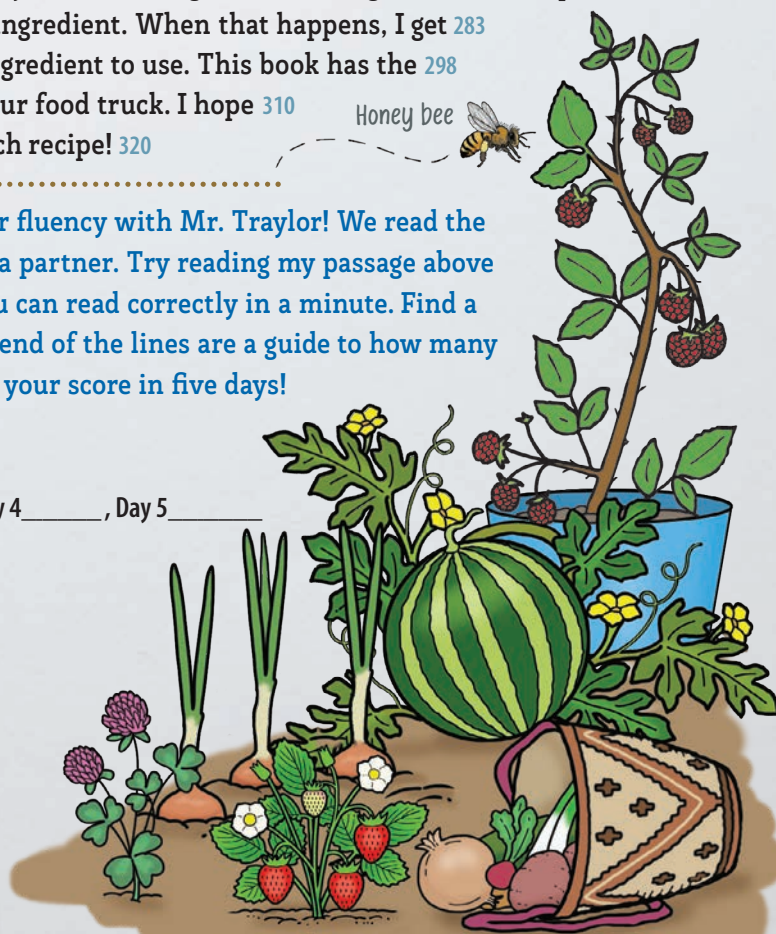 ngredient. When that happens, I get 283
gredient to use. This book has the 298
ur food truck. I hope 310
Honey bee
ch recipe! 320
r fluency with Mr. Traylor! We read the
a partner. Try reading my passage above
u can read correctly in a minute. Find a
end of the lines are a guide to how many
your score in five days!
y 4_______, Day 5________